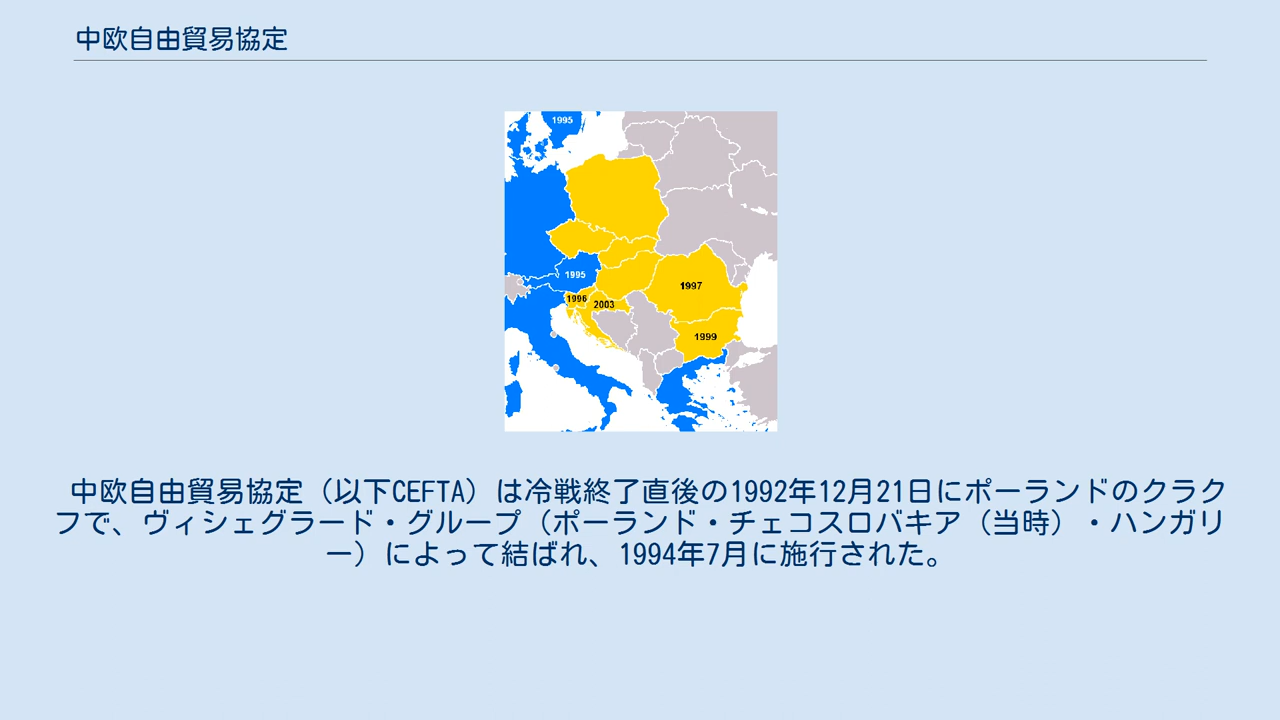 中欧自由貿易協定
1995
1995
1996
2003
1997
1999
中欧自由貿易協定（以下CEFTA）は冷戦終了直後の1992年12月21日にポーランドのクラク
フで、ヴィシェグラード・グループ（ポーランド・チェコスロバキア（当時）・ハンガリ
ー）によって結ばれ、1994年7月に施行された。